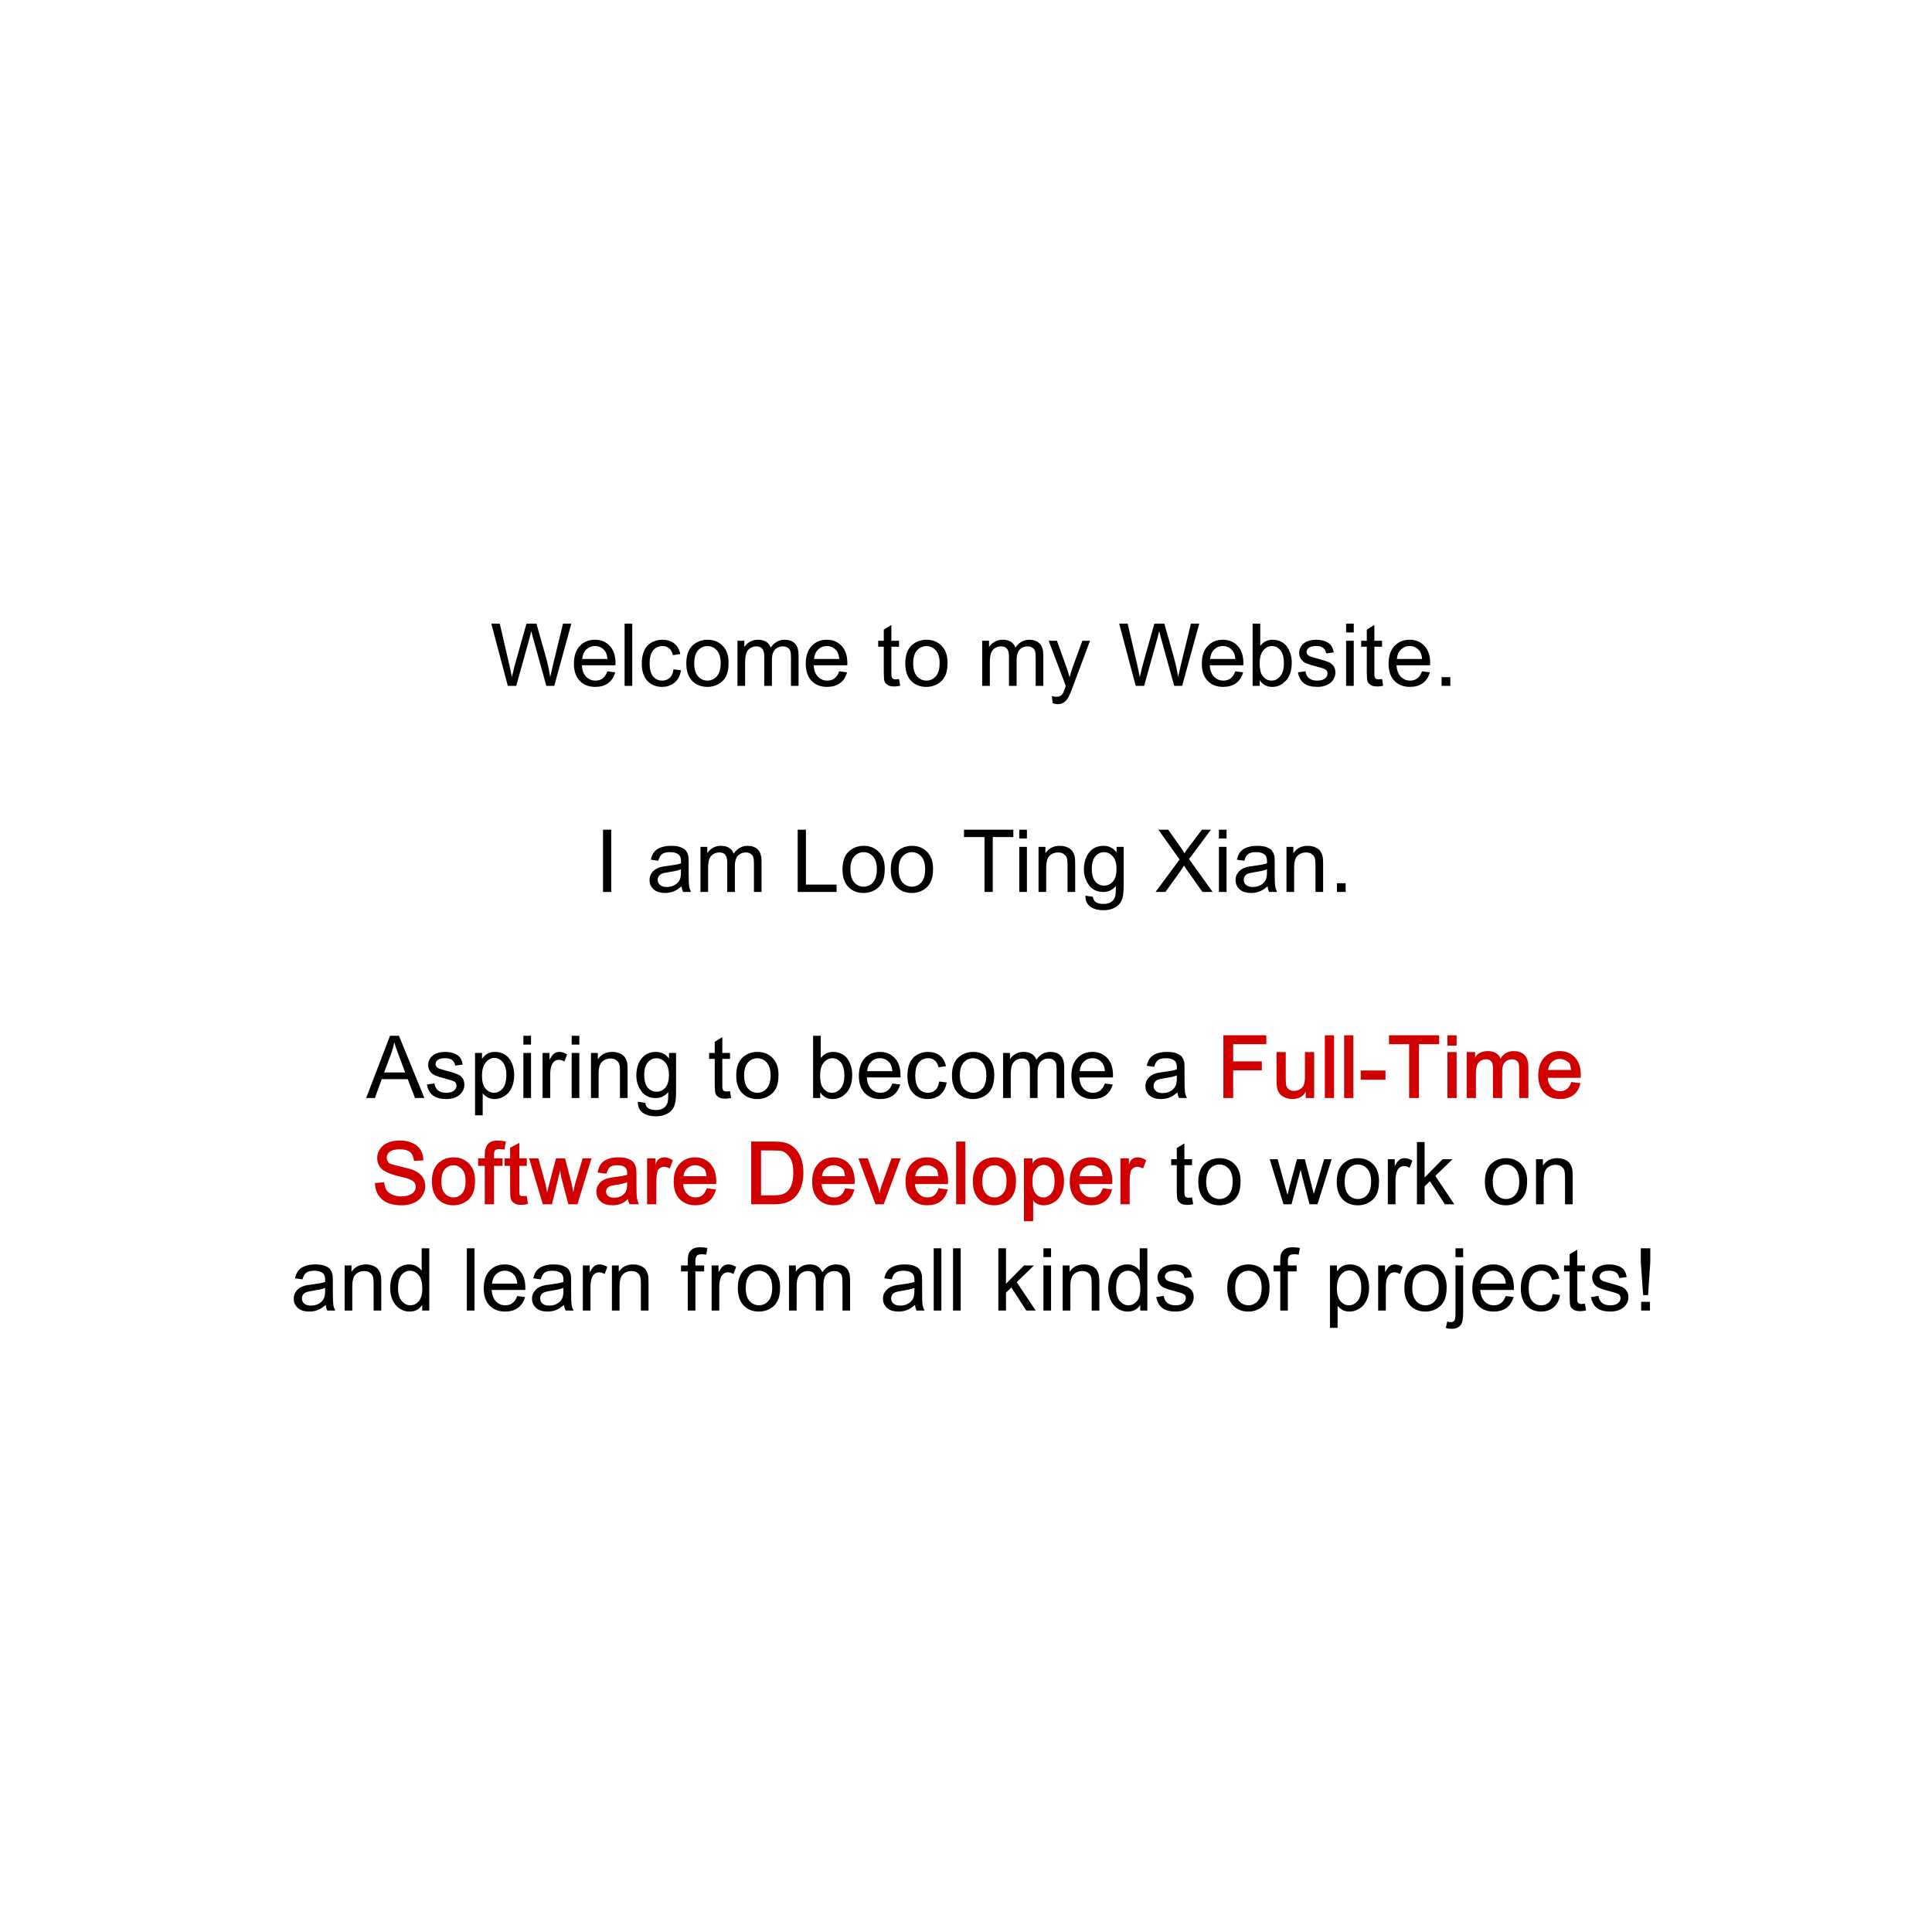 Welcome to my Website.
I am Loo Ting Xian.
Aspiring to become a Full-Time
Software Developer to work on
and learn from all kinds of projects!